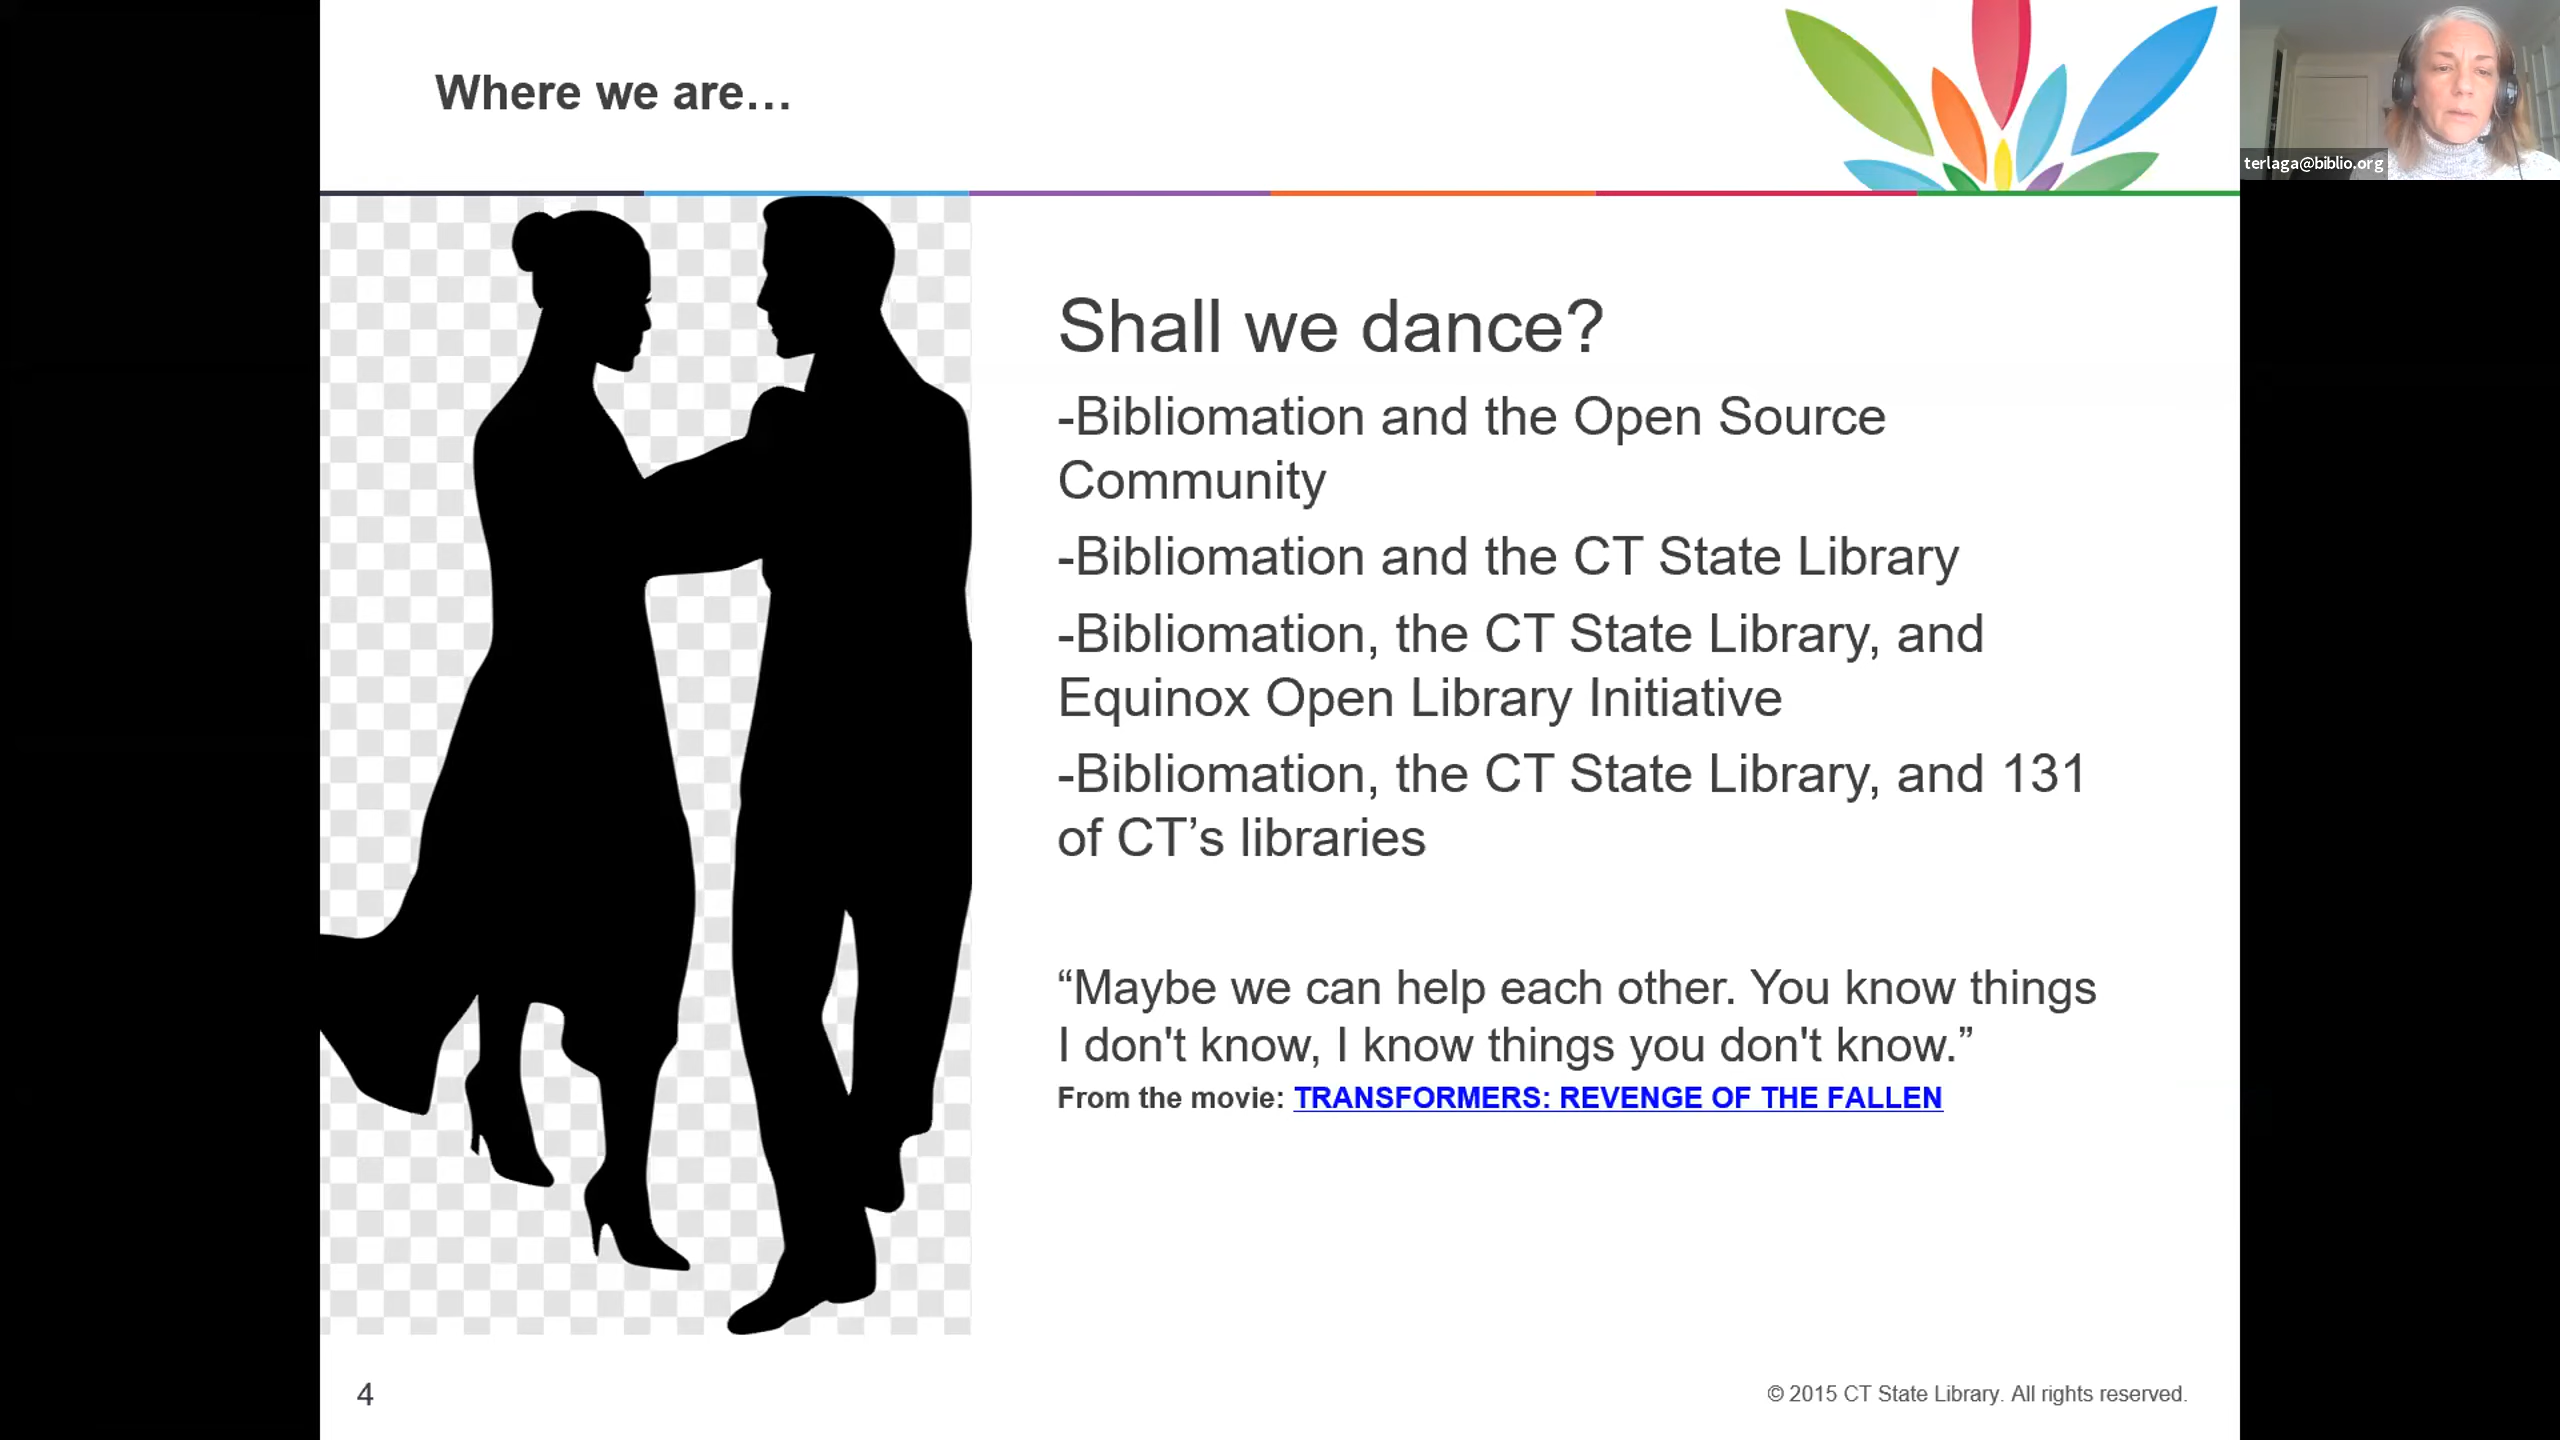 Where we are…
terlaga@biblio.org
Shall we dance?
-Bibliomation and the Open Source
Community
-Bibliomation and the CT State Library
-Bibliomation, the CT State Library, and
Equinox Open Library Initiative
-Bibliomation, the CT State Library, and 131
of CT’s libraries
“Maybe we can help each other. You know things
I don't know, I know things you don't know.”
From the movie: TRANSFORMERS: REVENGE OF THE FALLEN
4
© 2015 CT State Library. All rights reserved.